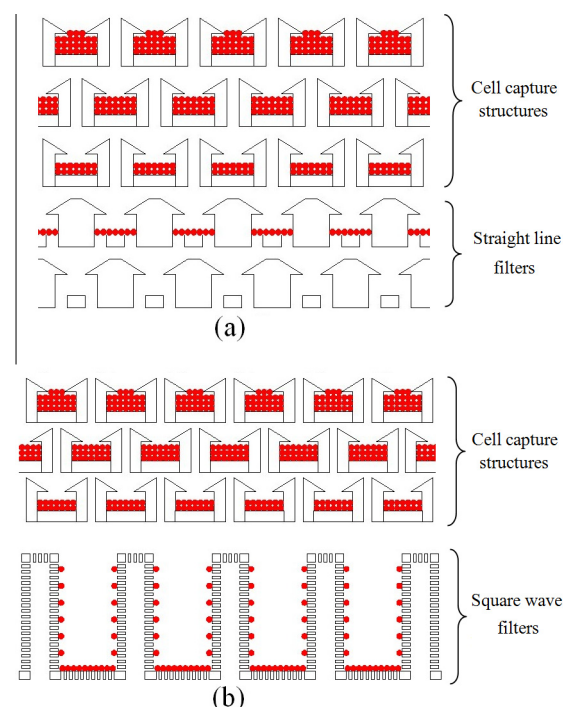 Cell capture
structures
Straight line
filters
(a)
Cell capture
structures
Square wave
filters
(b)